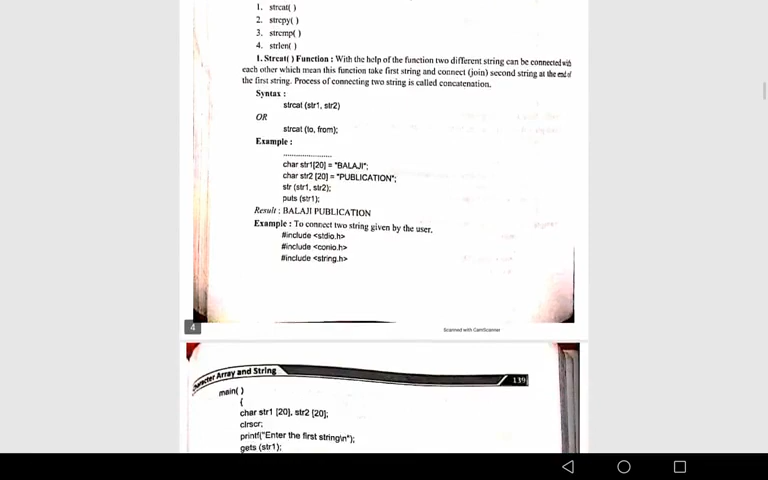 1. strcat( )
2. strcpy( )
3. strcmp( )
4. strlen( )
1. Strcat( ) Function : With the help of the function two different string can be connected with
each other which mean this function take first string and connect (join) second string at the end of
the first string. Process of connecting two string is called concatenation.
Syntax :
strcat (str1, str2)
OR
strcat (to, from);
Example :
.......................
char str1[20] = "BALAJI";
char str2 [20] = "PUBLICATION";
str (str1, str2);
puts (str1);
Result : BALAJI PUBLICATION
Example : To connect two string given by the user.
#include <stdio.h>
#include <conio.h>
#include <string.h>
4
Scanned with CamScanner
Character Array and String
139
main( )
{
char str1 [20], str2 [20];
clrscr;
printf("Enter the first string\n");
gets (str1);